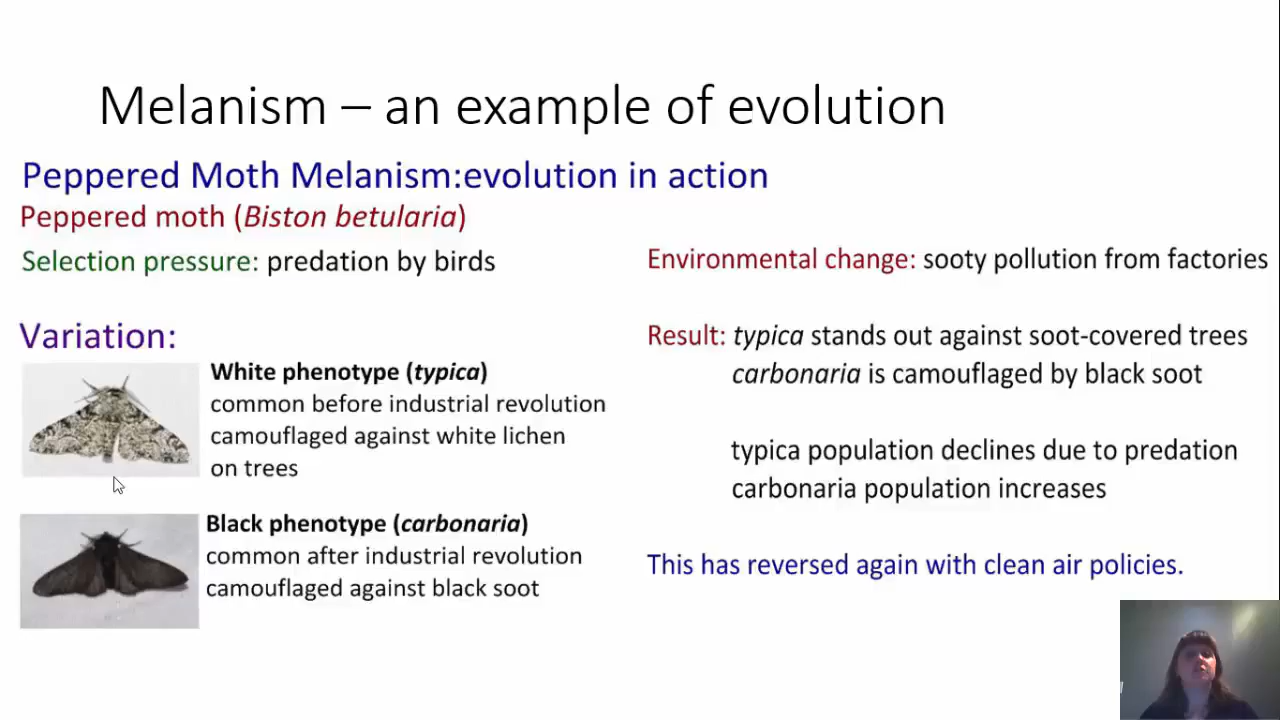 Melanism – an example of evolution
Peppered Moth Melanism:evolution in action
Peppered moth (Biston betularia)
Selection pressure: predation by birds
Variation:
White phenotype (typica)
common before industrial revolution
camouflaged against white lichen
on trees
Black phenotype (carbonaria)
common after industrial revolution
camouflaged against black soot
Environmental change: sooty pollution from factories
Result: typica stands out against soot-covered trees
carbonaria is camouflaged by black soot
typica population declines due to predation
carbonaria population increases
This has reversed again with clean air policies.